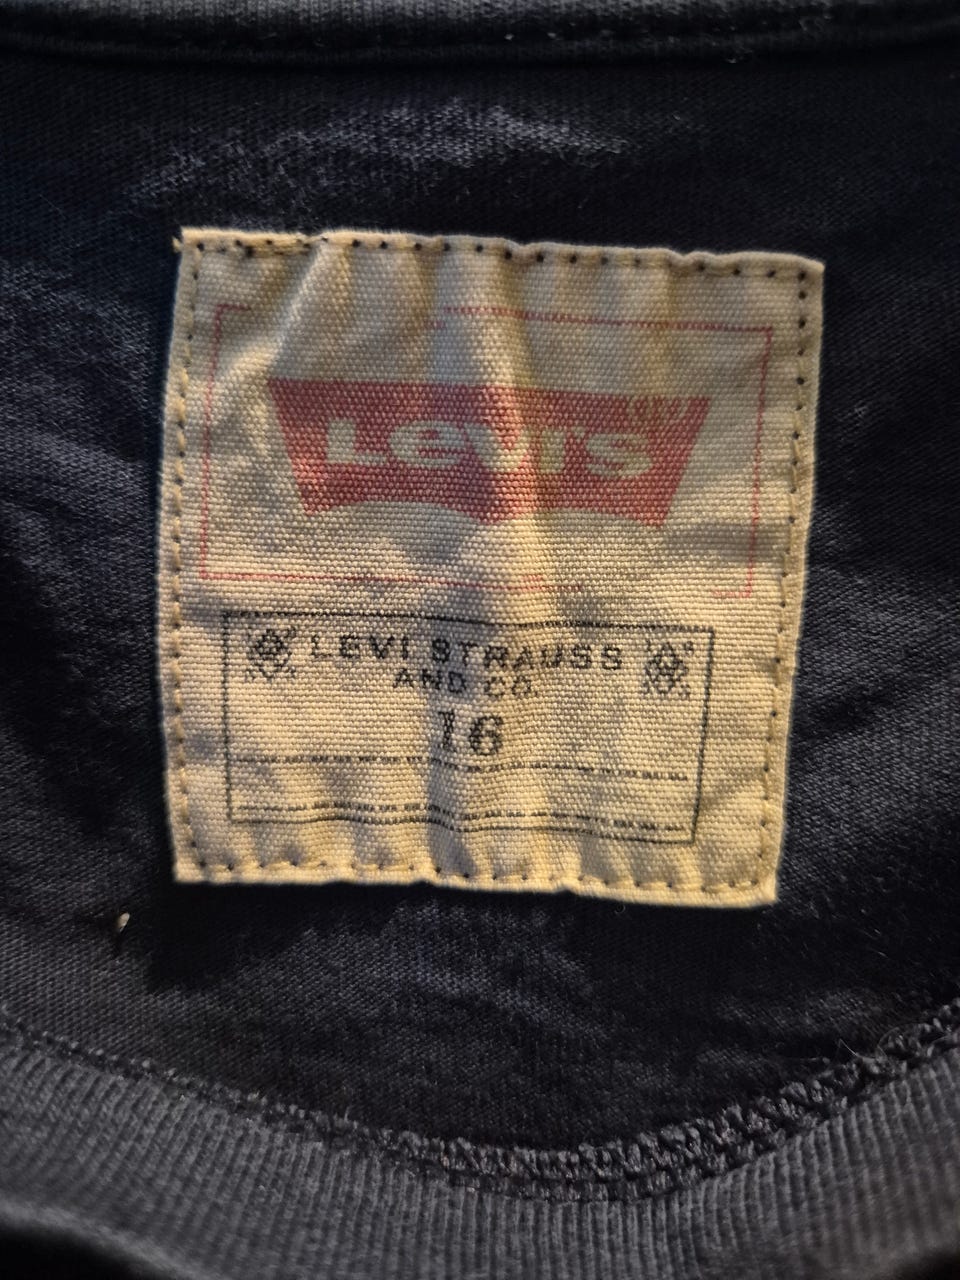 Levi's
LEVI STRAUSS
AND CO.
16